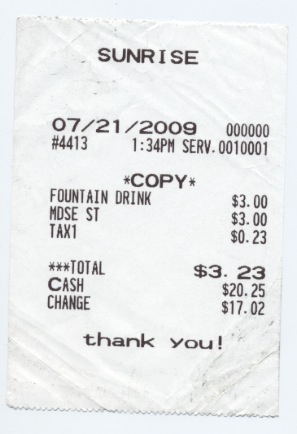 SUNRISE
07/21/2009 000000
#4413 1:34PM SERV.0010001
*COPY*
FOUNTAIN DRINK $3.00
MDSE ST $3.00
TAX1 $0.23
***TOTAL $3.23
CASH $20.25
CHANGE $17.02
thank you!